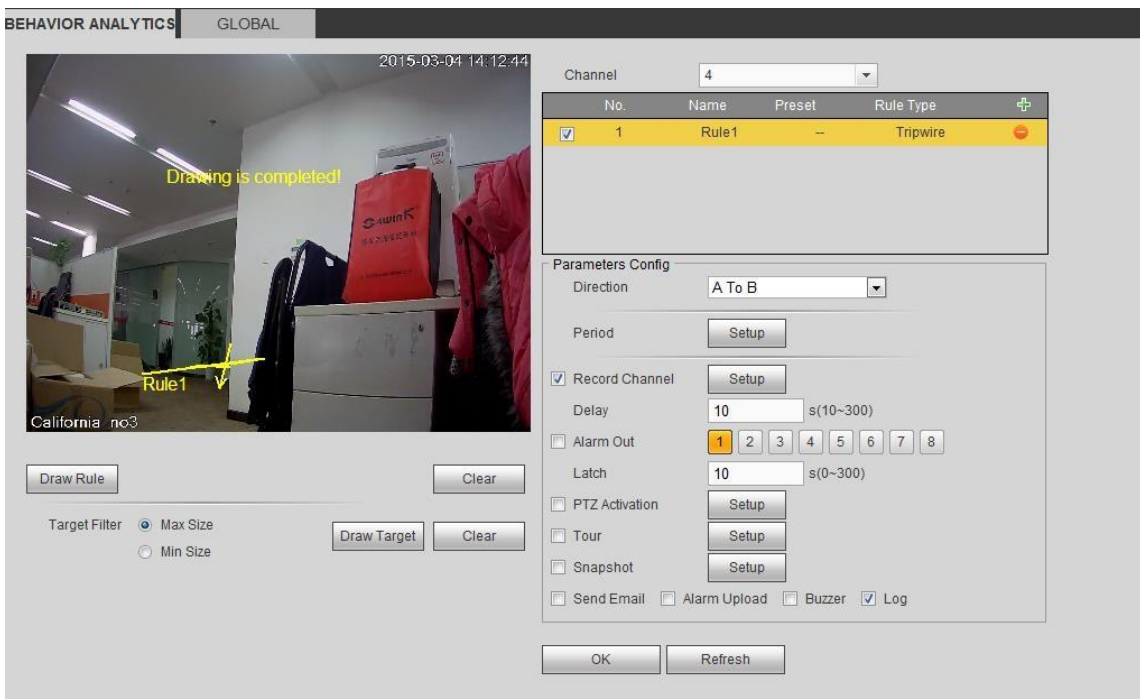 BEHAVIOR ANALYTICS GLOBAL
2015-03-04 14:12:44
Drawing is completed!
Rule1
California no3
Draw Rule Clear
Target Filter Max Size Draw Target Clear
Min Size
Channel 4
No. Name Preset Rule Type
1 Rule1 -- Tripwire
Parameters Config
Direction A To B
Period Setup
Record Channel Setup
Delay 10 s(10~300)
Alarm Out 1 2 3 4 5 6 7 8
Latch 10 s(0~300)
PTZ Activation Setup
Tour Setup
Snapshot Setup
Send Email Alarm Upload Buzzer Log
OK Refresh